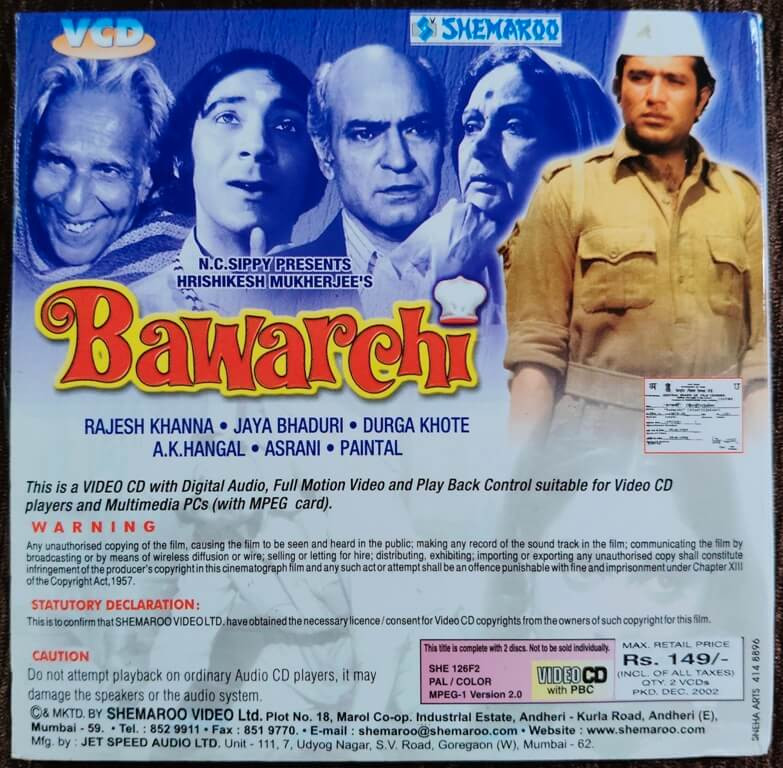 VCD
SHEMAROO
N.C.SIPPY PRESENTS
HRISHIKESH MUKHERJEE'S
Bawarchi
RAJESH KHANNA • JAYA BHADURI • DURGA KHOTE
A.K.HANGAL • ASRANI • PAINTAL
अ
उ
This is a VIDEO CD with Digital Audio, Full Motion Video and Play Back Control suitable for Video CD
players and Multimedia PCs (with MPEG card).
WARNING
Any unauthorised copying of the film, causing the film to be seen and heard in the public; making any record of the sound track in the film; communicating the film by
broadcasting or by means of wireless diffusion or wire; selling or letting for hire; distributing, exhibiting; importing or exporting any unauthorised copy shall constitute
infringement of the producer's copyright in this cinematograph film and any such act or attempt shall be an offence punishable with fine and imprisonment under Chapter XIII
of the Copyright Act, 1957.
STATUTORY DECLARATION:
This is to confirm that SHEMAROO VIDEO LTD. have obtained the necessary licence / consent for Video CD copyrights from the owners of such copyright for this film.
CAUTION
Do not attempt playback on ordinary Audio CD players, it may
damage the speakers or the audio system.
This title is complete with 2 discs. Not to be sold individually.
SHE 126F2
PAL / COLOR
MPEG-1 Version 2.0
VIDEO CD
with PBC
MAX. RETAIL PRICE
Rs. 149/-
(INCL. OF ALL TAXES)
QTY. 2 VCDs
PKD. DEC. 2002
© & MKTD. BY SHEMAROO VIDEO Ltd. Plot No. 18, Marol Co-op. Industrial Estate, Andheri - Kurla Road, Andheri (E),
Mumbai - 59. • Tel. : 852 9911 • Fax : 851 9770. • E-mail : shemaroo@shemaroo.com • Website : www.shemaroo.com
Mfg. by : JET SPEED AUDIO LTD. Unit - 111, 7, Udyog Nagar, S.V. Road, Goregaon (W), Mumbai - 62.
SNEHA ARTS 414 8896